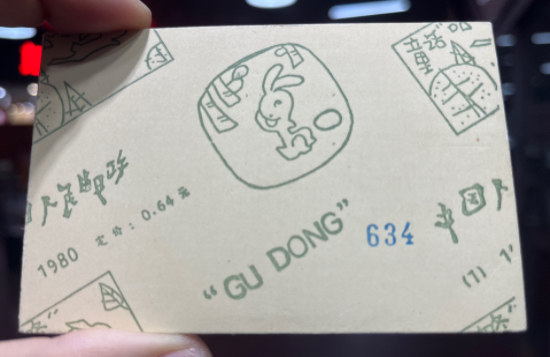 童话
人民邮政
1980 定价：0.64元
"GU DONG"
634
中国人
(1) 1